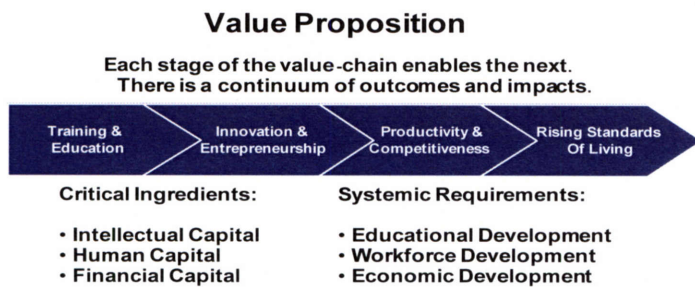 Value Proposition
Each stage of the value-chain enables the next.
There is a continuum of outcomes and impacts.
Training &
Education
Innovation &
Entrepreneurship
Productivity &
Competitiveness
Rising Standards
Of Living
Critical Ingredients:
• Intellectual Capital
• Human Capital
• Financial Capital
Systemic Requirements:
• Educational Development
• Workforce Development
• Economic Development